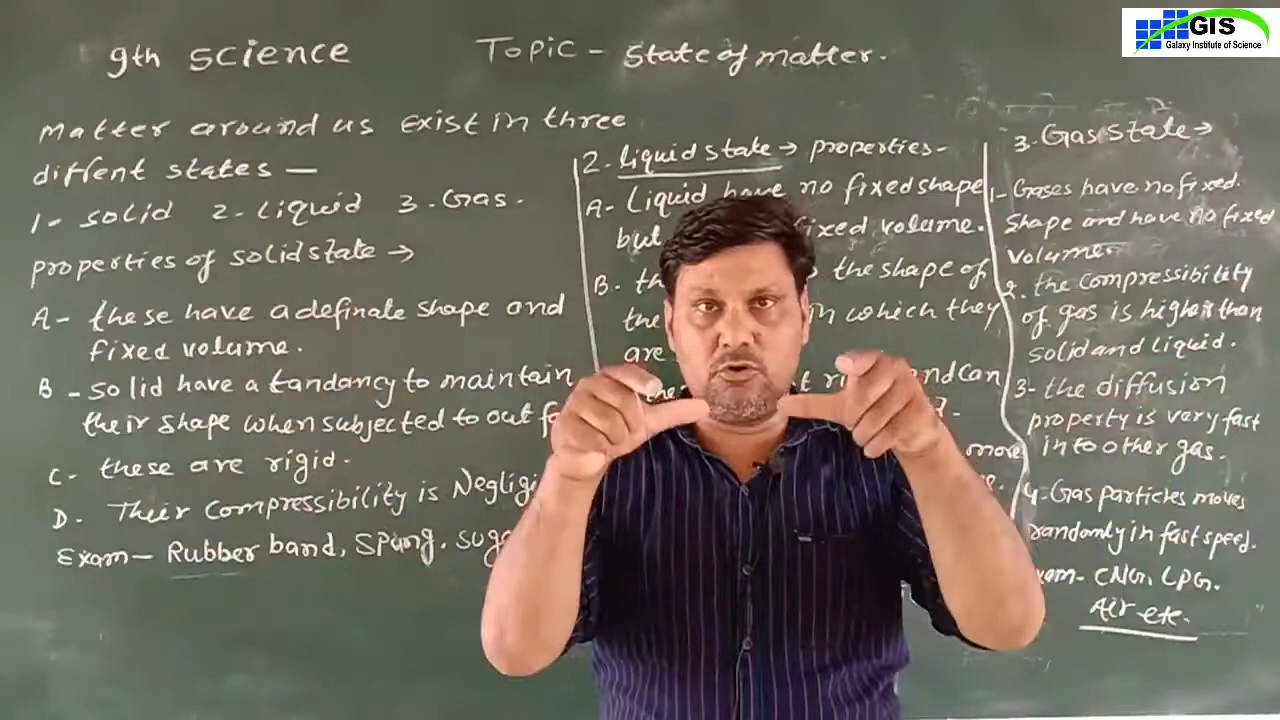 GIS
Galaxy Institute of Science
9th science Topic - State of matter.
Matter around us exist in three
diffent states —
1- solid 2- Liquid 3. Gas.
properties of solid state →
A- these have a definate shape and
fixed volume.
B - solid have a tandancy to maintain
their shape when subjected to out
C- these are rigid.
D. Their compressibility is
Exam- Rubber band,
2- liquid state → properties-
A- Liquid have no fixed shape
but fixed volume.
B. the shape of
the in which they
are
and can
more
3. Gas state →
1- Gases have no fixed.
Shape and have no fixed
volume.
2. the compressibity
of gas is higher than
solid and liquid.
3- the diffusion
property is very fast
into other gas.
4- Gas particles moves
randomly in fast speed.
CNG, LPG.
Air etc.